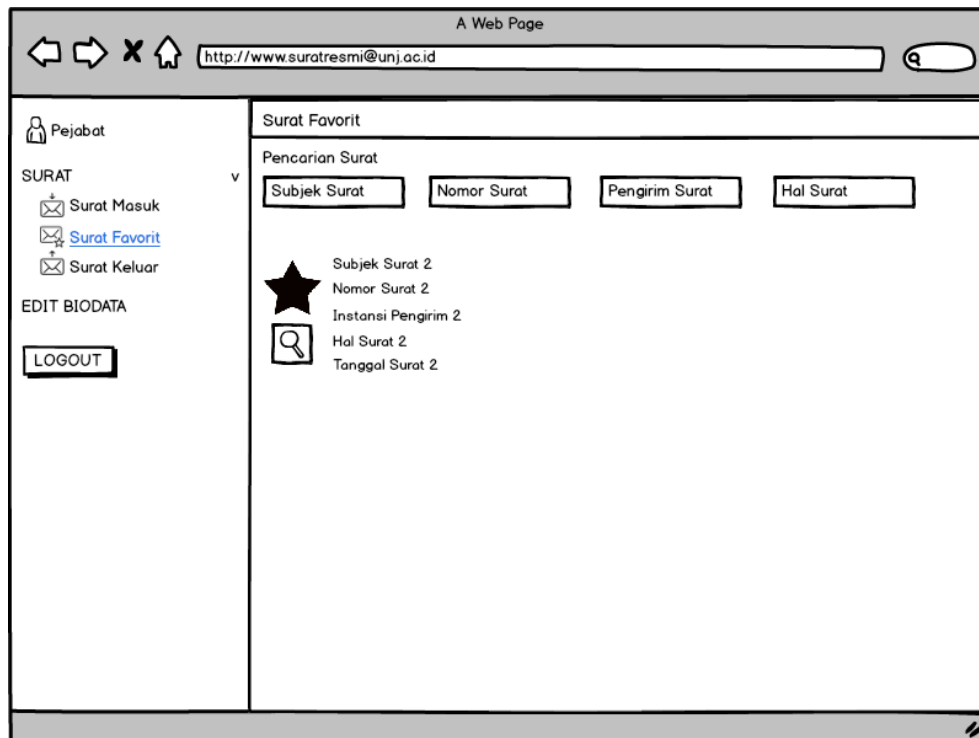 A Web Page
http://www.suratresmi@unj.ac.id
Pejabat
SURAT v
Surat Masuk
Surat Favorit
Surat Keluar
EDIT BIODATA
LOGOUT
Surat Favorit
Pencarian Surat
Subjek Surat Nomor Surat Pengirim Surat Hal Surat
Subjek Surat 2
Nomor Surat 2
Instansi Pengirim 2
Hal Surat 2
Tanggal Surat 2